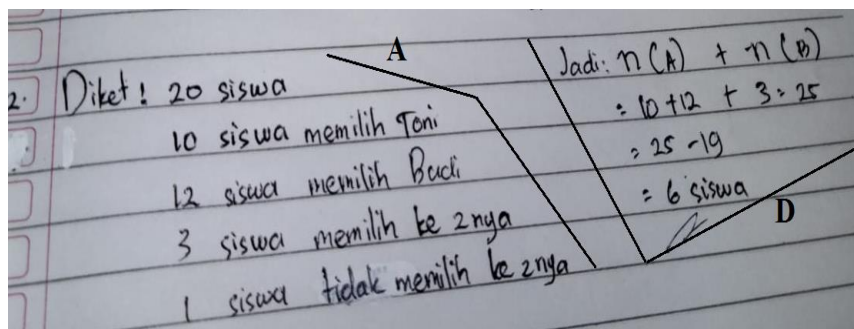 A
2. Diket! 20 siswa
10 siswa memilih Toni
12 siswa memilih Budi
3 siswa memilih ke 2nya
1 siswa tidak memilih ke 2nya
Jadi: n(A) + n(B)
= 10 + 12 + 3 = 25
= 25 - 19
= 6 siswa
D